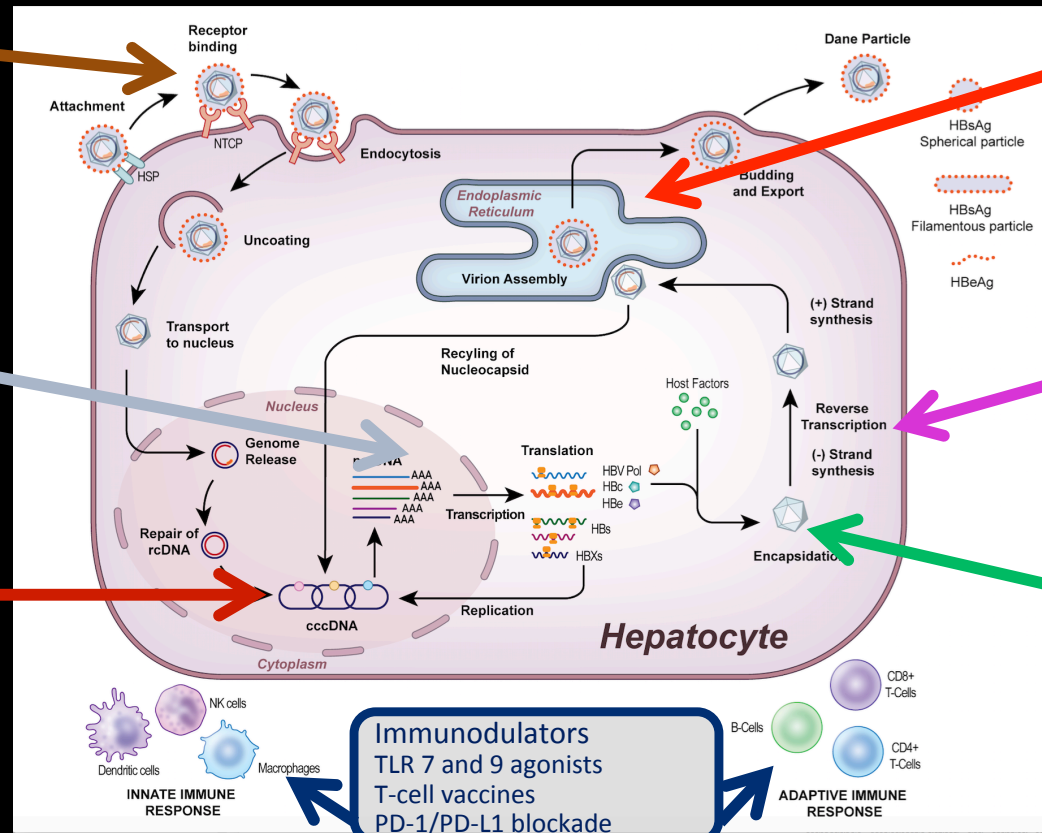 Receptor
binding
Attachment
NTCP
HSP
Endocytosis
Dane Particle
HBsAg
Spherical particle
HBsAg
Filamentous particle
HBeAg
Budding
and Export
Endoplasmic
Reticulum
Virion Assembly
Uncoating
Transport
to nucleus
Recyling of
Nucleocapsid
(+) Strand
synthesis
Reverse
Transcription
(-) Strand
synthesis
Host Factors
Nucleus
Genome
Release
AAA
AAA
AAA
AAA
AAA
Transcription
Translation
HBV Pol
HBc
HBe
HBs
HBXs
Encapsidation
Repair of
rcDNA
cccDNA
Replication
Hepatocyte
Cytoplasm
NK cells
Dendritic cells
Macrophages
INNATE IMMUNE
RESPONSE
Immunodulators
TLR 7 and 9 agonists
T-cell vaccines
PD-1/PD-L1 blockade
B-Cells
CD8+
T-Cells
CD4+
T-Cells
ADAPTIVE IMMUNE
RESPONSE